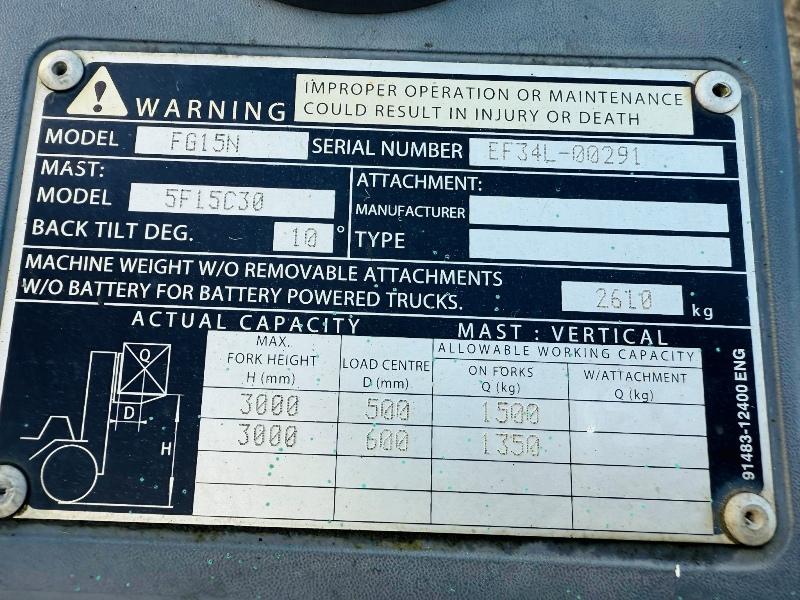 WARNING
IMPROPER OPERATION OR MAINTENANCE
COULD RESULT IN INJURY OR DEATH
MODEL FG15N SERIAL NUMBER EF34L-00291
MAST:
MODEL 5F15C30
BACK TILT DEG. 10°
ATTACHMENT:
MANUFACTURER
TYPE
MACHINE WEIGHT W/O REMOVABLE ATTACHMENTS
W/O BATTERY FOR BATTERY POWERED TRUCKS. 2610 kg
ACTUAL CAPACITY MAST : VERTICAL
MAX.
FORK HEIGHT
H (mm)
LOAD CENTRE
D (mm)
ALLOWABLE WORKING CAPACITY
ON FORKS
Q (kg)
W/ATTACHMENT
Q (kg)
3000 500 1500
3000 600 1350
Q
D
H
91483-12400 ENG